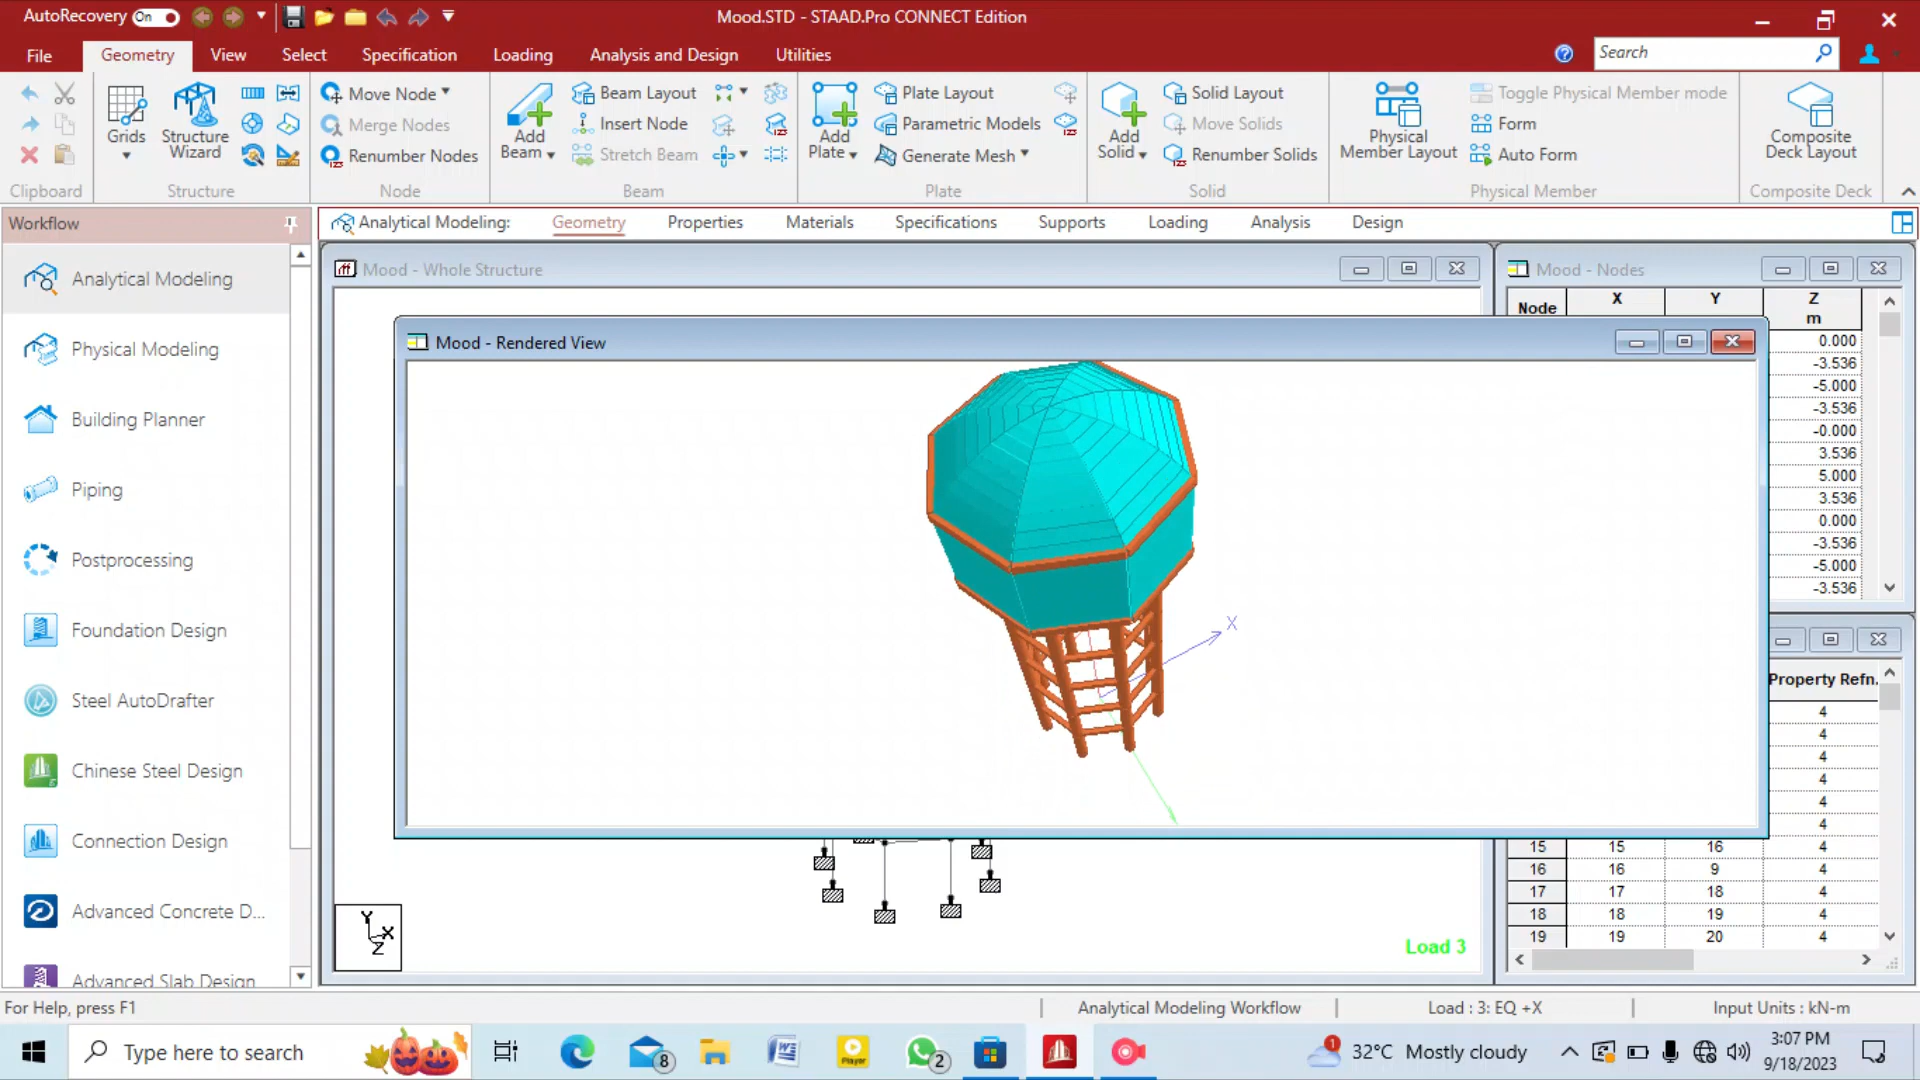 AutoRecovery On
Mood.STD - STAAD.Pro CONNECT Edition
File Geometry View Select Specification Loading Analysis and Design Utilities
Search
Move Node
Beam Layout
Plate Layout
Solid Layout
Toggle Physical Member mode
Merge Nodes
Insert Node
Parametric Models
Move Solids
Form
Renumber Nodes
Stretch Beam
Generate Mesh
Renumber Solids
Auto Form
Grids
Structure Wizard
Add Beam
Add Plate
Add Solid
Physical Member Layout
Composite Deck Layout
Clipboard Structure Node Beam Plate Solid Physical Member Composite Deck
Workflow
Analytical Modeling: Geometry Properties Materials Specifications Supports Loading Analysis Design
Analytical Modeling
Physical Modeling
Building Planner
Piping
Postprocessing
Foundation Design
Steel AutoDrafter
Chinese Steel Design
Connection Design
Advanced Concrete D...
Advanced Slab Design
Mood - Whole Structure
Mood - Rendered View
X
Y
X
Z
Load 3
Mood - Nodes
Node X Y Z
m
0.000
-3.536
-5.000
-3.536
-0.000
3.536
5.000
3.536
0.000
-3.536
-5.000
-3.536
Property Refn.
4
4
4
4
4
4
15 15 16 4
16 16 9 4
17 17 18 4
18 18 19 4
19 19 20 4
For Help, press F1
Analytical Modeling Workflow
Load : 3: EQ +X
Input Units : kN-m
Type here to search
8
Player
2
1
32°C Mostly cloudy
3:07 PM
9/18/2023